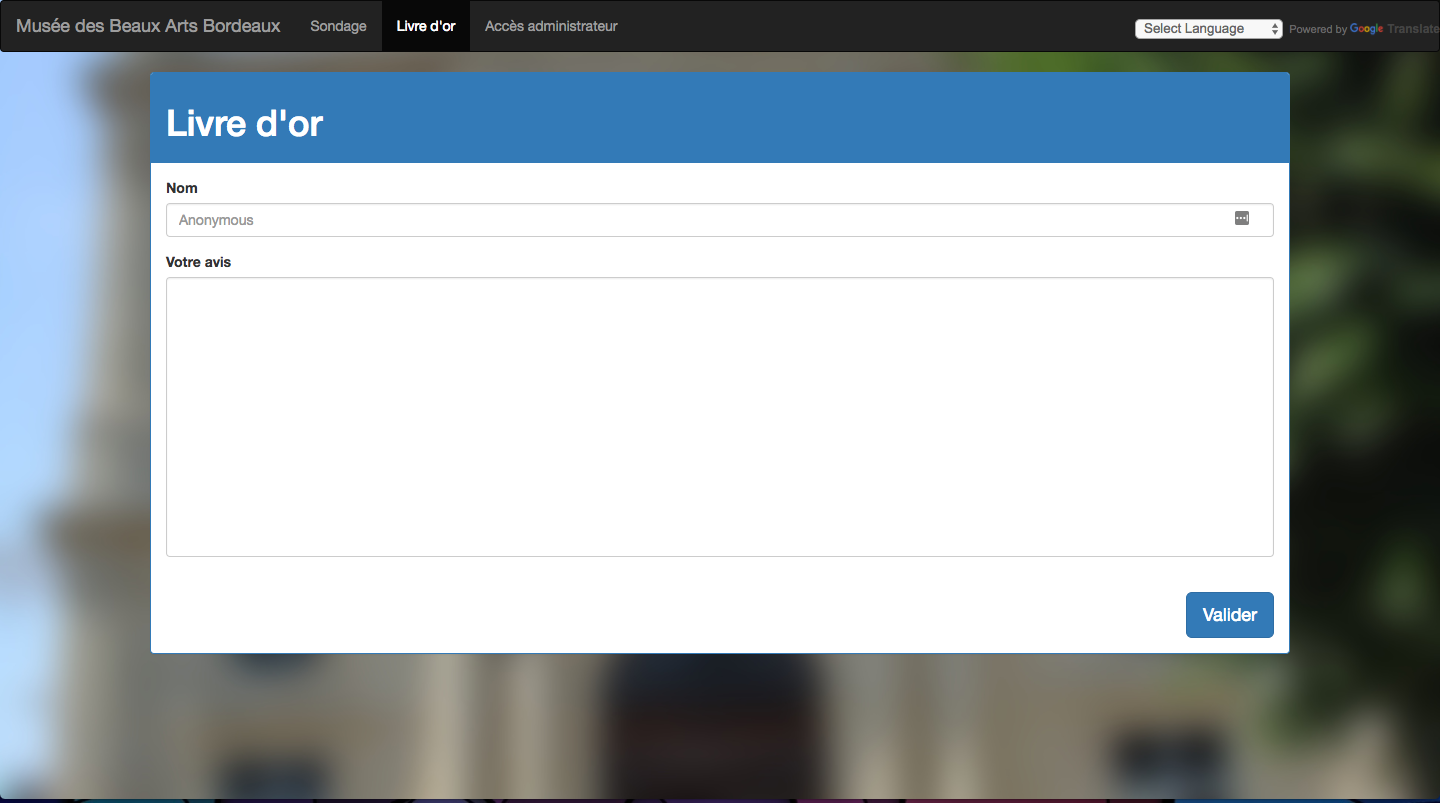 Musée des Beaux Arts Bordeaux Sondage Livre d'or Accès administrateur Select Language Powered by Google Translate
Livre d'or
Nom
Anonymous
Votre avis
Valider